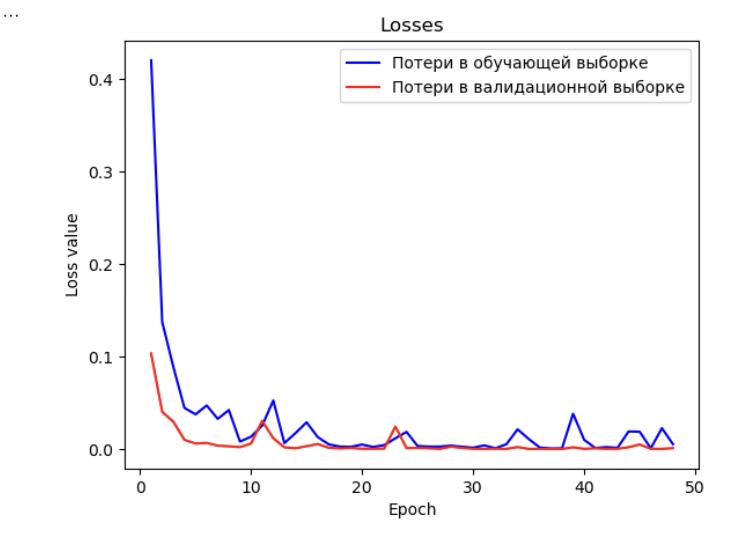 ...
Losses
Потери в обучающей выборке
Потери в валидационной выборке
0.4
0.3
0.2
0.1
0.0
Loss value
0 10 20 30 40 50
Epoch